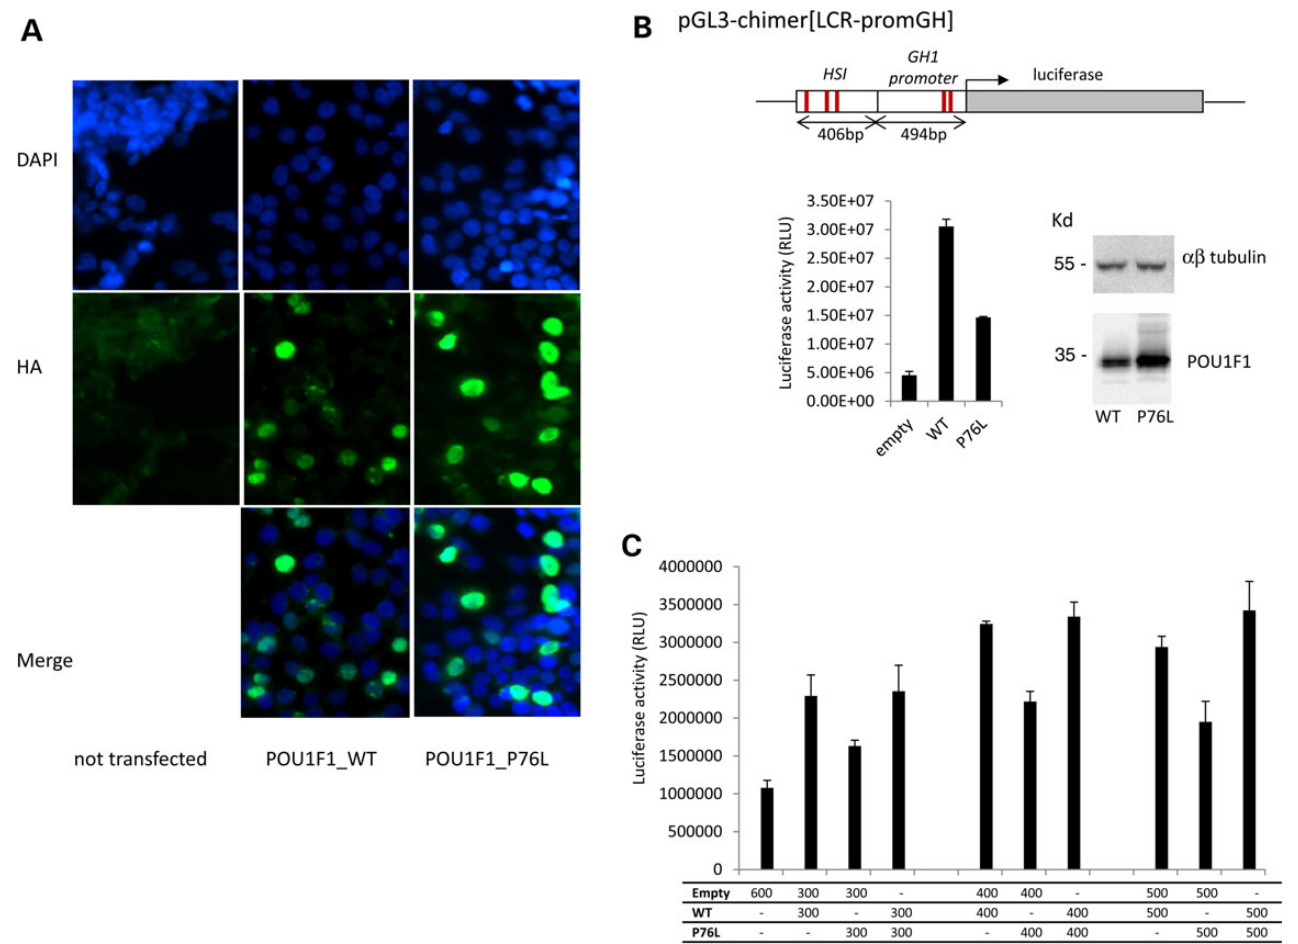 A
DAPI
HA
Merge
not transfected POU1F1_WT POU1F1_P76L
B pGL3-chimer[LCR-promGH]
HSI GH1 promoter luciferase
406bp 494bp
Luciferase activity (RLU)
3.50E+07
3.00E+07
2.50E+07
2.00E+07
1.50E+07
1.00E+07
5.00E+06
0.00E+00
empty WT P76L
Kd
55 - αβ tubulin
35 - POU1F1
WT P76L
C
Luciferase activity (RLU)
4000000
3500000
3000000
2500000
2000000
1500000
1000000
500000
0
Empty 600 300 300 - 400 400 - 500 500 -
WT - 300 - 300 400 - 400 500 - 500
P76L - - 300 300 - 400 400 - 500 500